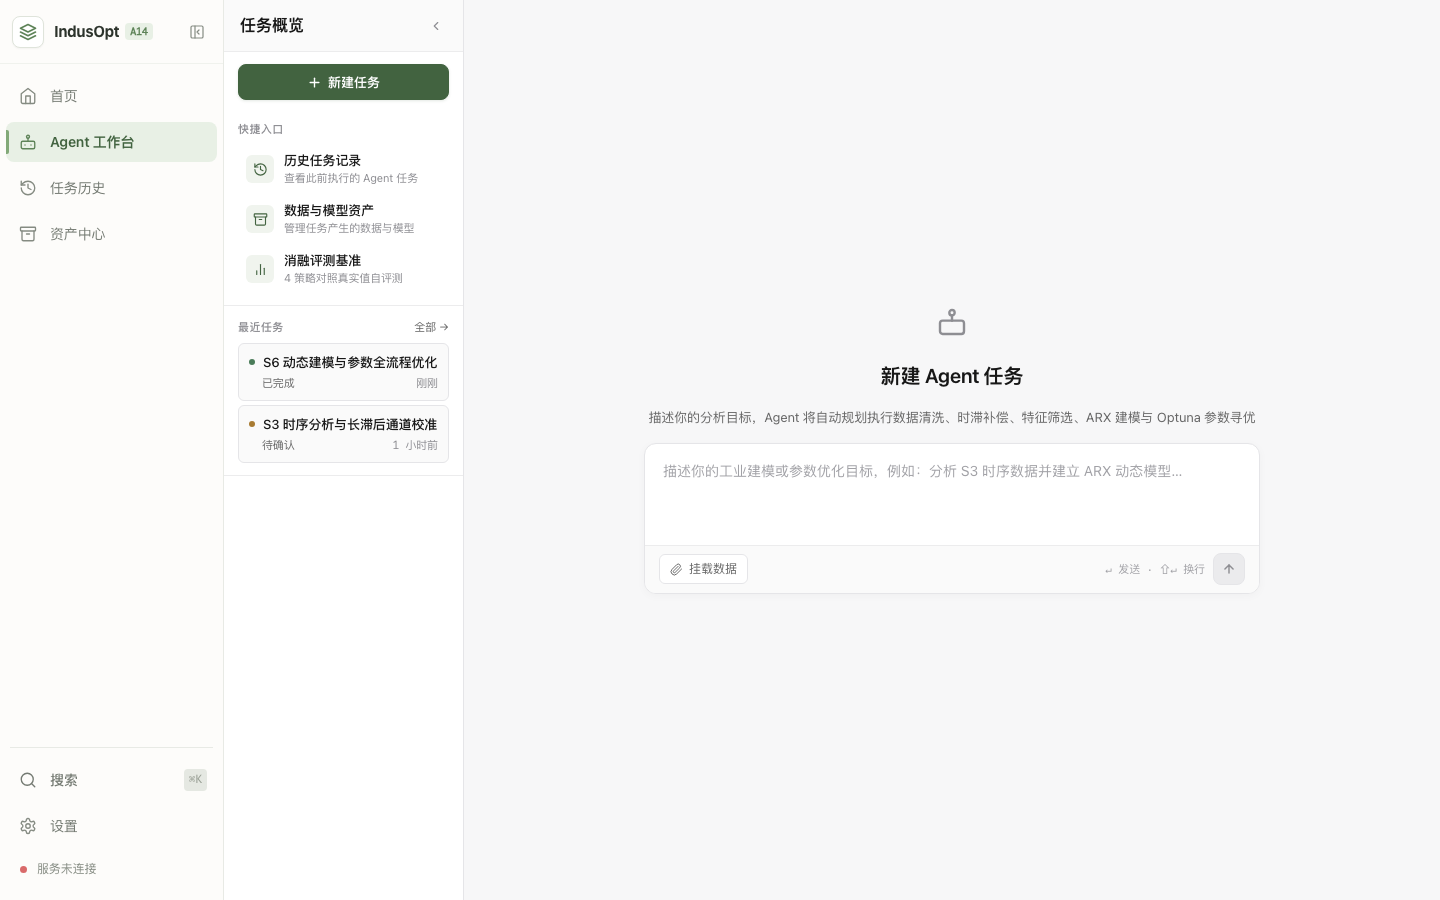 IndusOpt A14
首页
Agent 工作台
任务历史
资产中心
搜索 ⌘K
设置
服务未连接
任务概览
新建任务
快捷入口
历史任务记录
查看此前执行的 Agent 任务
数据与模型资产
管理任务产生的数据与模型
消融评测基准
4 策略对照真实值自评测
最近任务 全部 →
S6 动态建模与参数全流程优化
已完成 刚刚
S3 时序分析与长滞后通道校准
待确认 1 小时前
新建 Agent 任务
描述你的分析目标，Agent 将自动规划执行数据清洗、时滞补偿、特征筛选、ARX 建模与 Optuna 参数寻优
描述你的工业建模或参数优化目标，例如：分析 S3 时序数据并建立 ARX 动态模型...
挂载数据 ↵ 发送 · ⇧↵ 换行